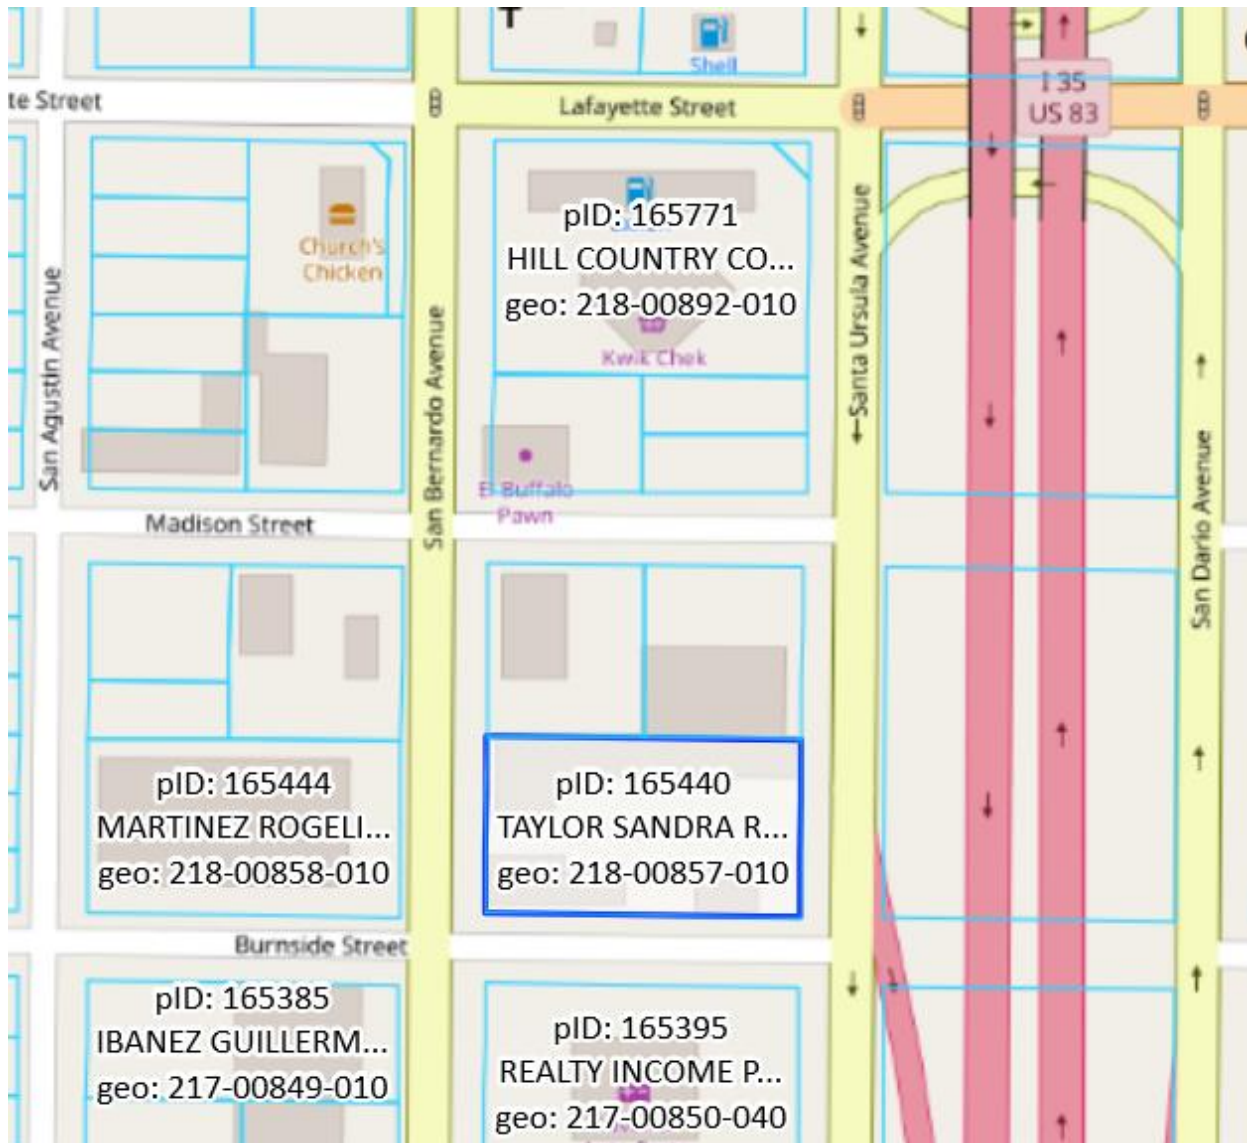 Shell
te Street
Lafayette Street
I 35
US 83
Church's
Chicken
pID: 165771
HILL COUNTRY CO...
geo: 218-00892-010
Kwik Chek
San Agustin Avenue
San Bernardo Avenue
Santa Ursula Avenue
San Dario Avenue
El Buffalo
Pawn
Madison Street
pID: 165444
MARTINEZ ROGELI...
geo: 218-00858-010
pID: 165440
TAYLOR SANDRA R...
geo: 218-00857-010
Burnside Street
pID: 165385
IBANEZ GUILLERM...
geo: 217-00849-010
pID: 165395
REALTY INCOME P...
geo: 217-00850-040